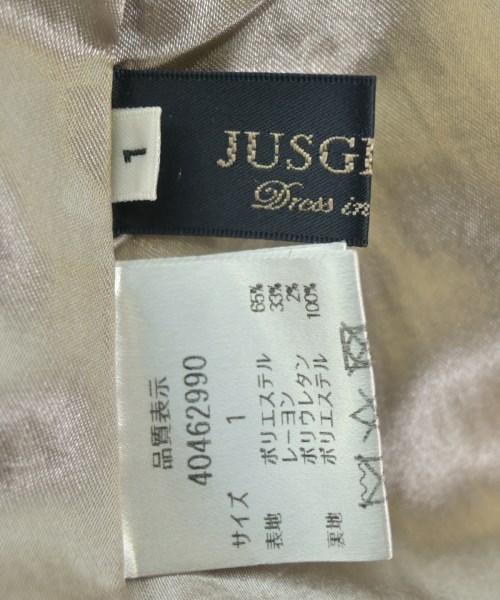 JUSGL
Dress in
1
品質表示
40462990
サイズ 1
表地 ポリエステル 65%
レーヨン 33%
ポリウレタン 2%
裏地 ポリエステル 100%